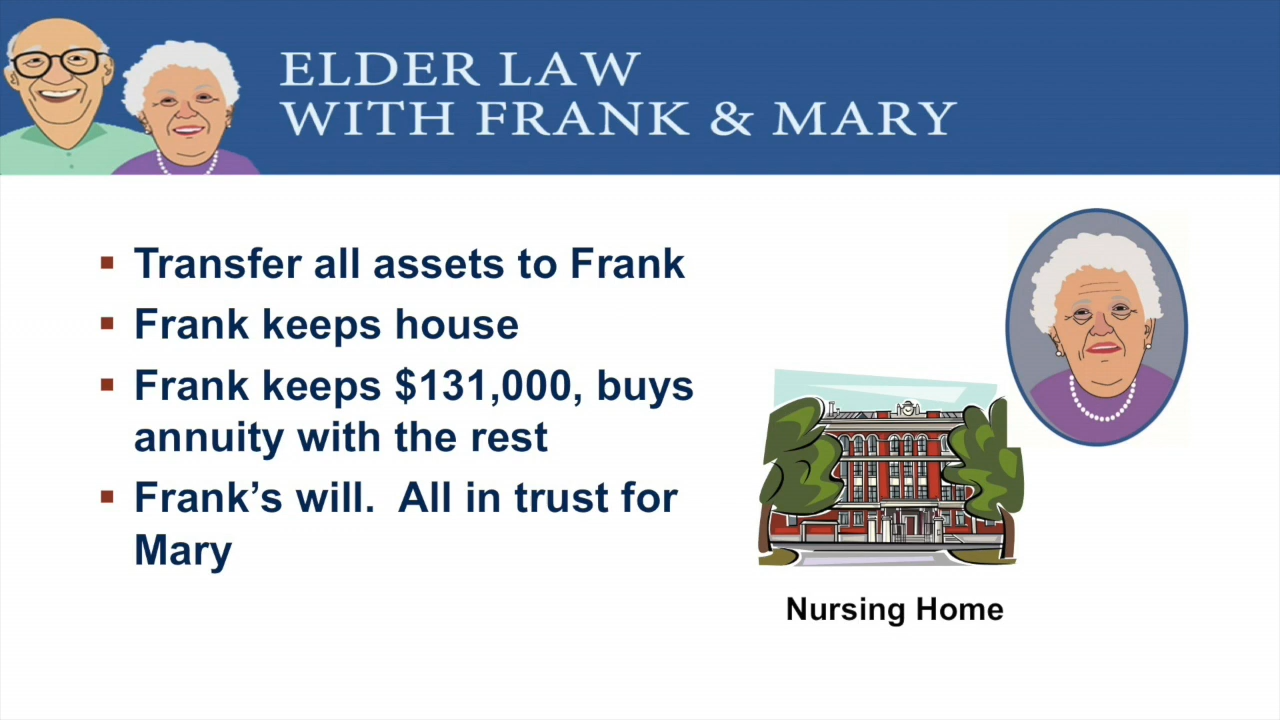 ELDER LAW
WITH FRANK & MARY
▪ Transfer all assets to Frank
▪ Frank keeps house
▪ Frank keeps $131,000, buys
annuity with the rest
▪ Frank’s will.  All in trust for
Mary
Nursing Home